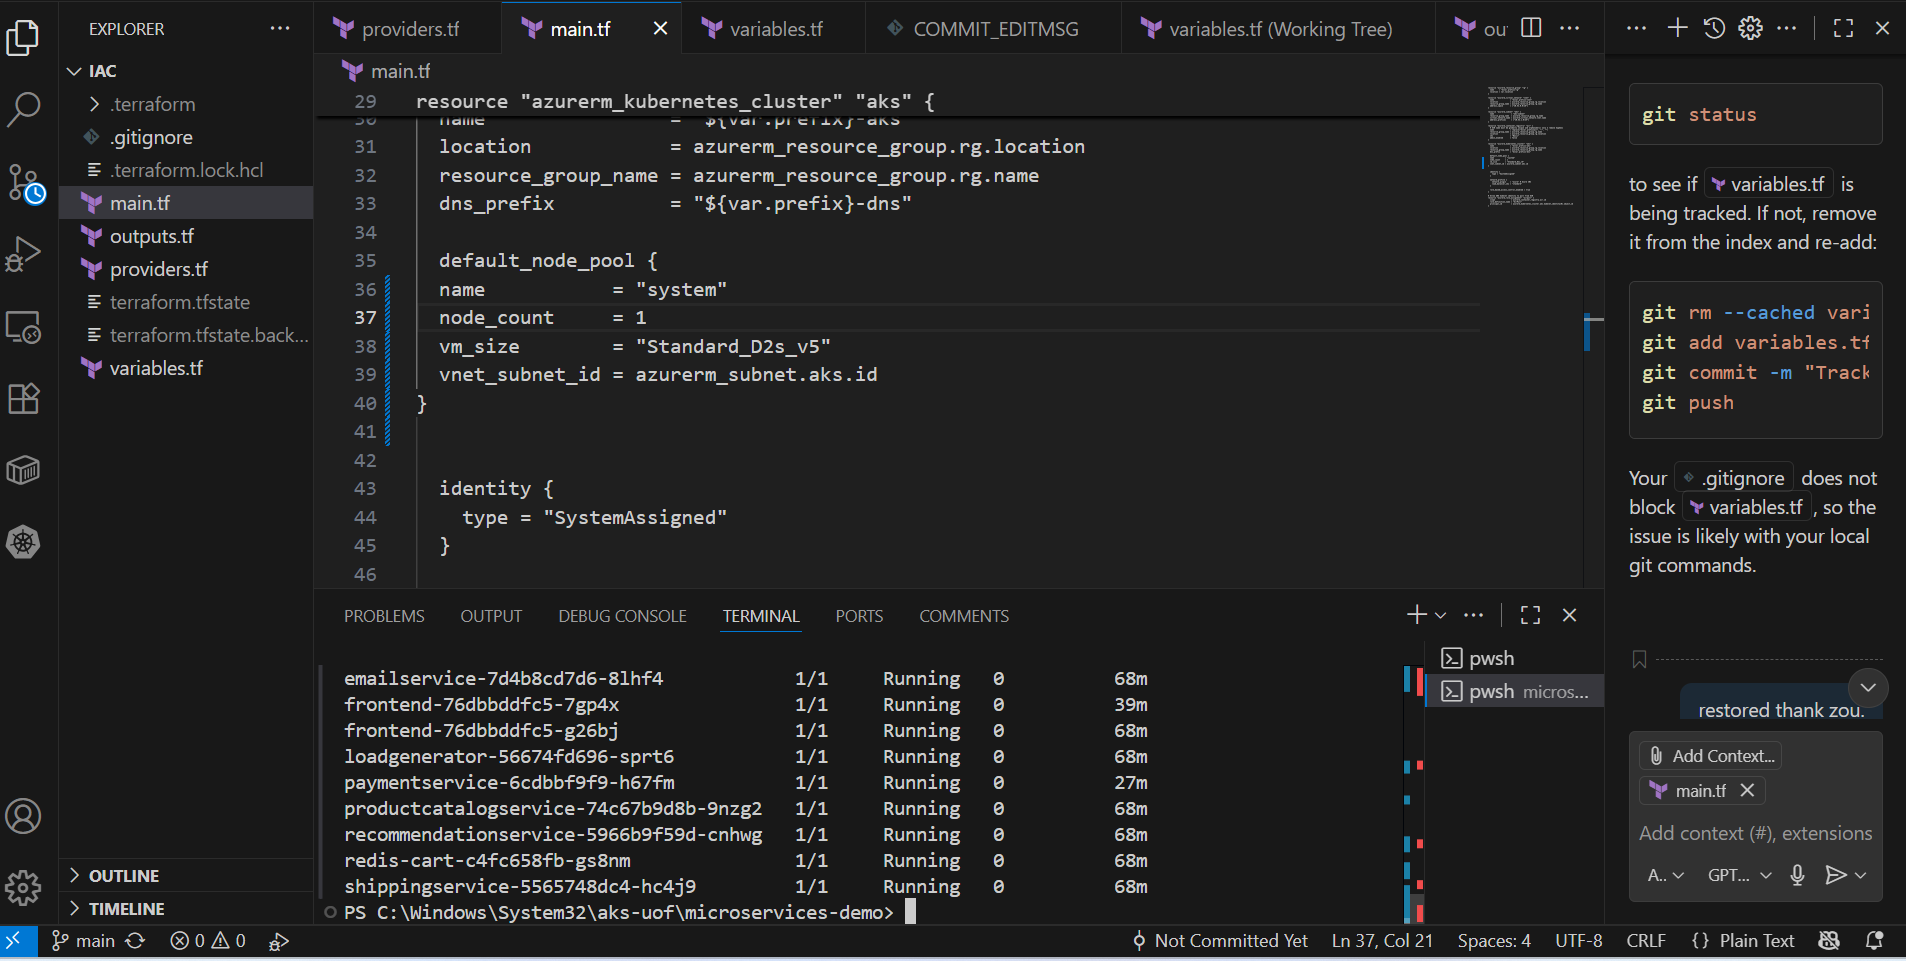 EXPLORER
IAC
.terraform
.gitignore
.terraform.lock.hcl
main.tf
outputs.tf
providers.tf
terraform.tfstate
terraform.tfstate.back...
variables.tf
OUTLINE
TIMELINE
providers.tf
main.tf
variables.tf
COMMIT_EDITMSG
variables.tf (Working Tree)
ou
main.tf
29 resource "azurerm_kubernetes_cluster" "aks" {
30 name = "${var.prefix}-aks"
31 location = azurerm_resource_group.rg.location
32 resource_group_name = azurerm_resource_group.rg.name
33 dns_prefix = "${var.prefix}-dns"
34
35 default_node_pool {
36 name = "system"
37 node_count = 1
38 vm_size = "Standard_D2s_v5"
39 vnet_subnet_id = azurerm_subnet.aks.id
40 }
41
42
43 identity {
44 type = "SystemAssigned"
45 }
46
PROBLEMS OUTPUT DEBUG CONSOLE TERMINAL PORTS COMMENTS
emailservice-7d4b8cd7d6-8lhf4 1/1 Running 0 68m
frontend-76dbbddfc5-7gp4x 1/1 Running 0 39m
frontend-76dbbddfc5-g26bj 1/1 Running 0 68m
loadgenerator-56674fd696-sprt6 1/1 Running 0 68m
paymentservice-6cdbbf9f9-h67fm 1/1 Running 0 27m
productcatalogservice-74c67b9d8b-9nzg2 1/1 Running 0 68m
recommendationservice-5966b9f59d-cnhwg 1/1 Running 0 68m
redis-cart-c4fc658fb-gs8nm 1/1 Running 0 68m
shippingservice-5565748dc4-hc4j9 1/1 Running 0 68m
PS C:\Windows\System32\aks-uof\microservices-demo>
pwsh
pwsh micros...
git status
to see if variables.tf is
being tracked. If not, remove
it from the index and re-add:
git rm --cached vari
git add variables.tf
git commit -m "Track
git push
Your .gitignore does not
block variables.tf, so the
issue is likely with your local
git commands.
restored thank zou.
Add Context...
main.tf
Add context (#), extensions
A.. GPT...
main 0 0
Not Committed Yet Ln 37, Col 21 Spaces: 4 UTF-8 CRLF {} Plain Text